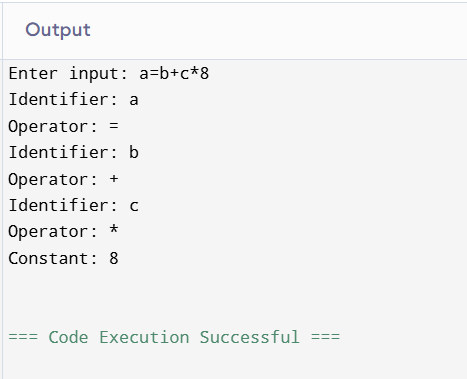 Output
Enter input: a=b+c*8
Identifier: a
Operator: =
Identifier: b
Operator: +
Identifier: c
Operator: *
Constant: 8
=== Code Execution Successful ===